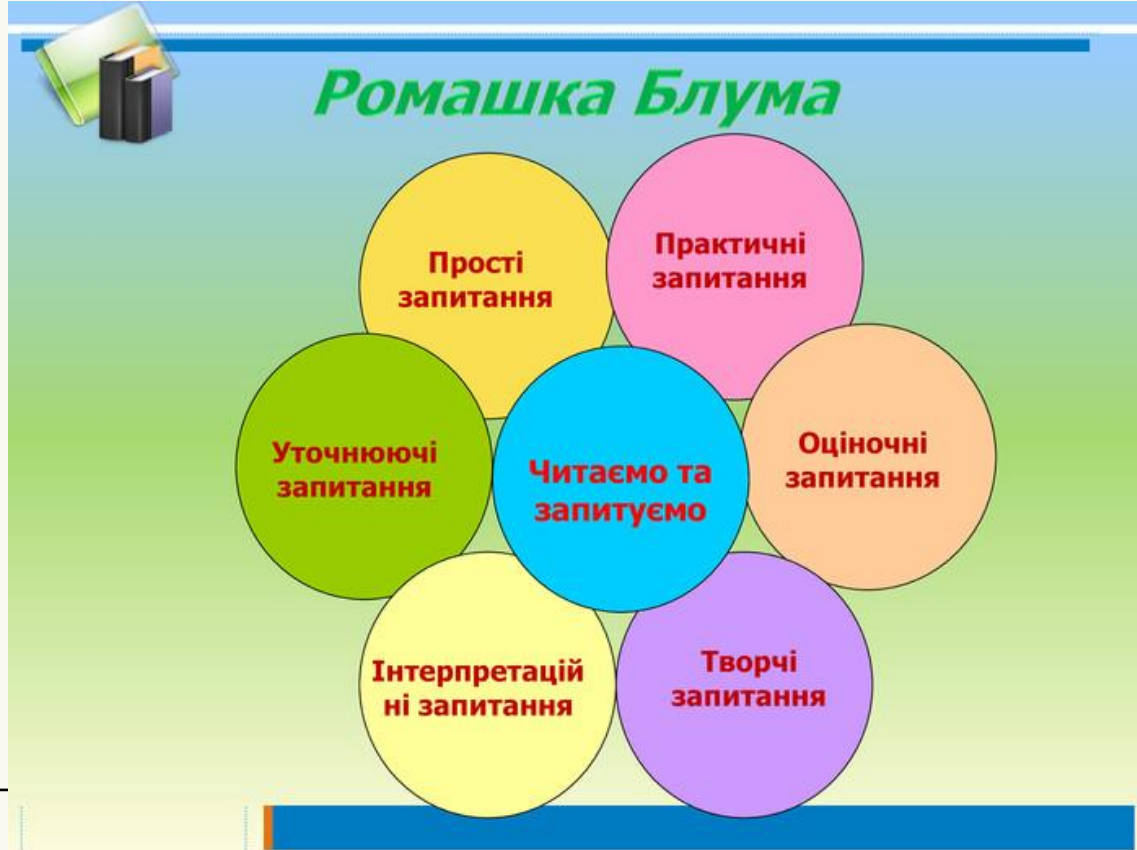 Ромашка Блума
Прості
запитання
Практичні
запитання
Уточнюючі
запитання
Читаємо та
запитуємо
Оціночні
запитання
Інтерпретацій
ні запитання
Творчі
запитання